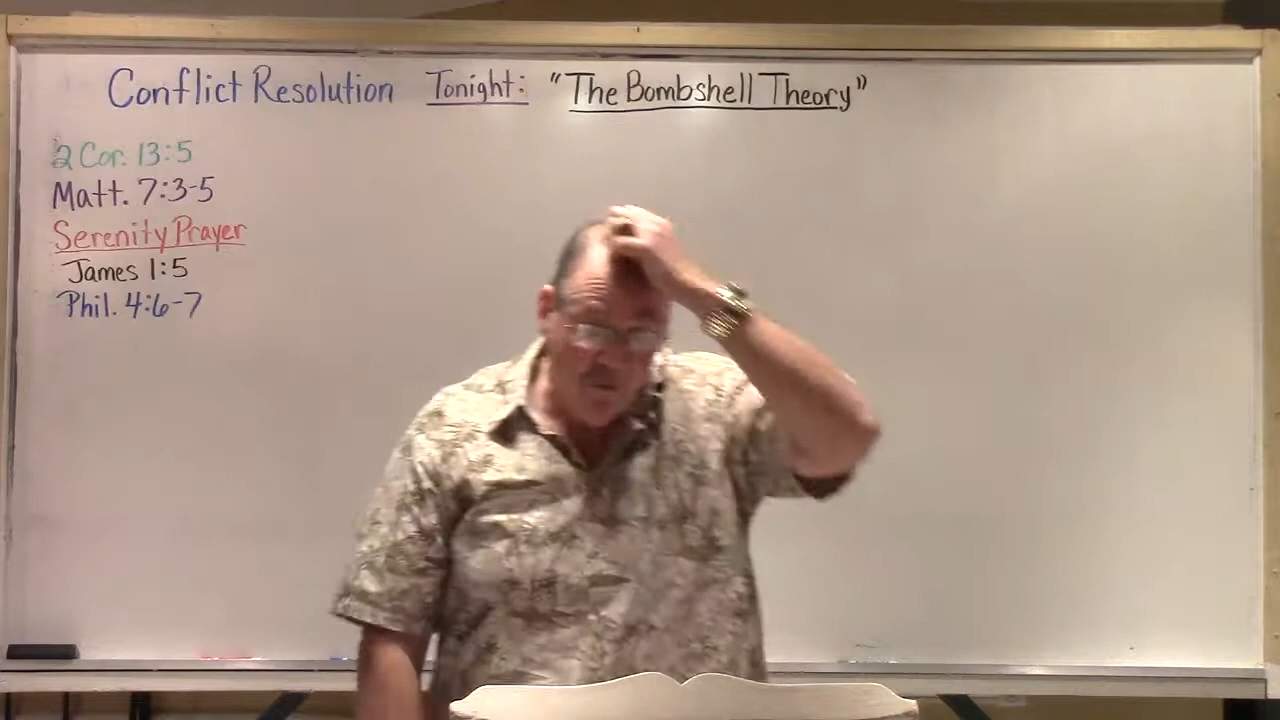 Conflict Resolution Tonight: "The Bombshell Theory"
2 Cor. 13:5
Matt. 7:3-5
Serenity Prayer
James 1:5
Phil. 4:6-7